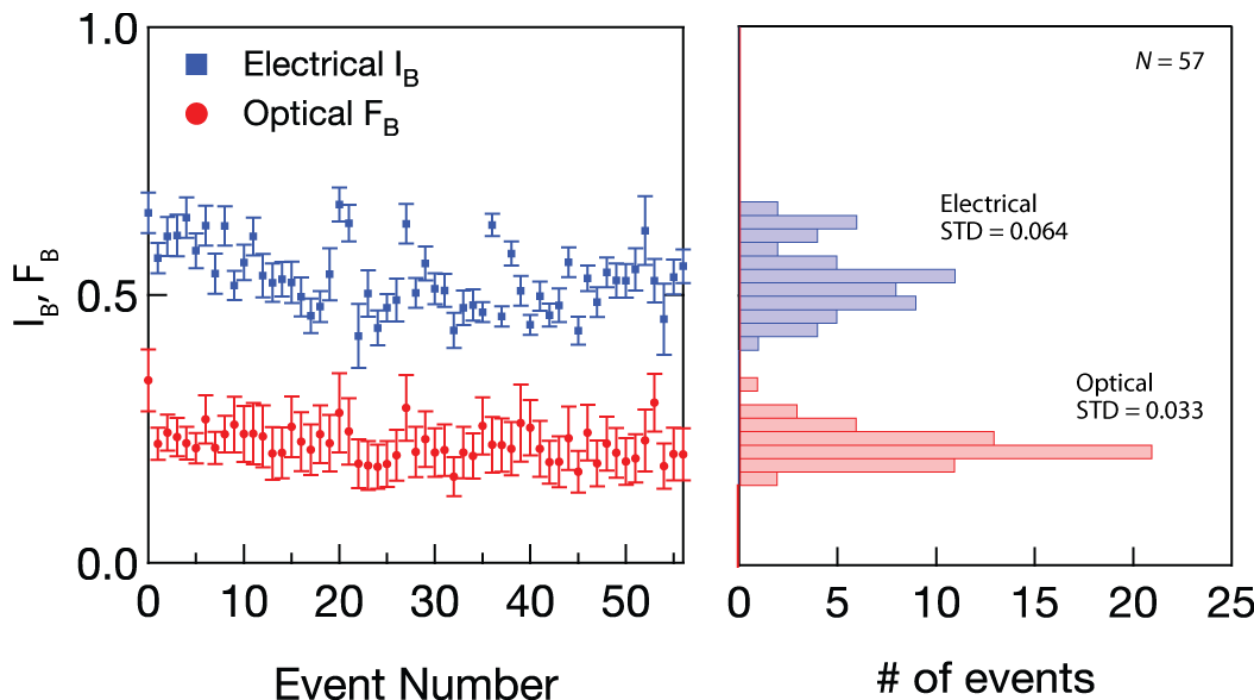 1.0
Electrical I_B
Optical F_B
0.5
0.0
I_B, F_B
0 10 20 30 40 50
Event Number
N = 57
Electrical
STD = 0.064
Optical
STD = 0.033
0 5 10 15 20 25
# of events